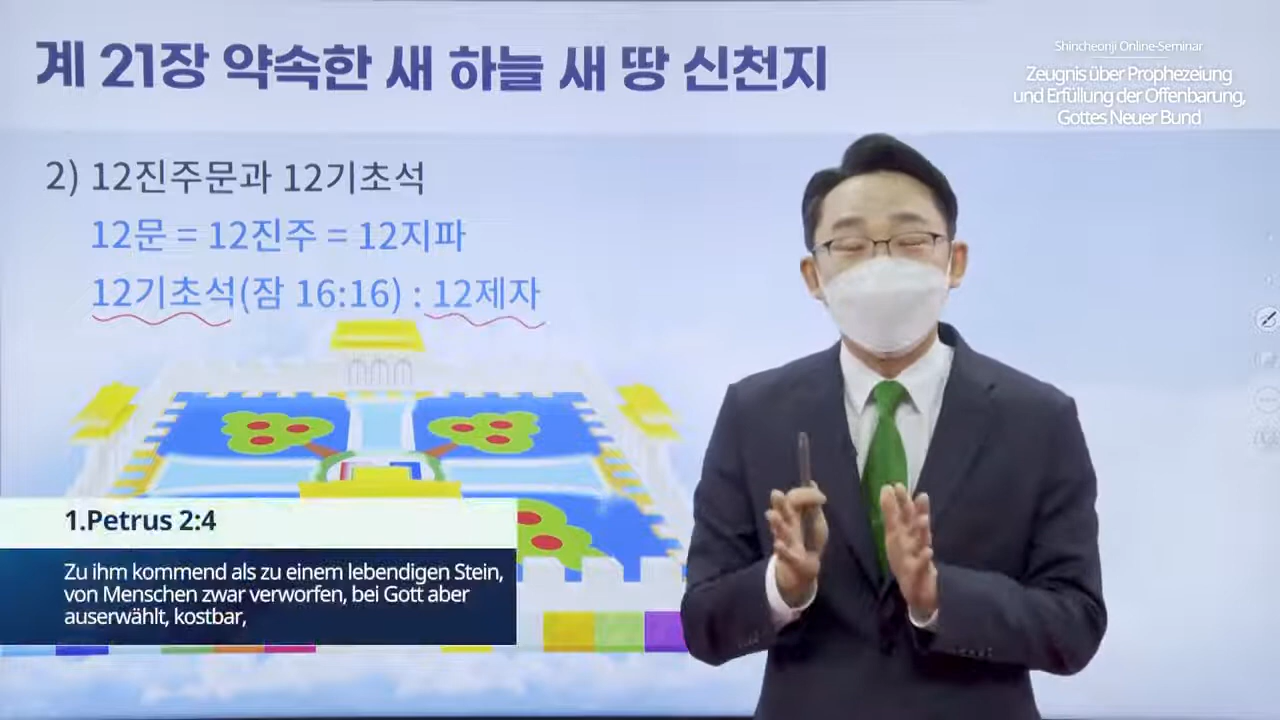 계 21장 약속한 새 하늘 새 땅 신천지
Shincheonji Online-Seminar
Zeugnis über Prophezeiung
und Erfüllung der Offenbarung,
Gottes Neuer Bund
2) 12진주문과 12기초석
12문 = 12진주 = 12지파
12기초석(잠 16:16) : 12제자
1.Petrus 2:4
Zu ihm kommend als zu einem lebendigen Stein,
von Menschen zwar verworfen, bei Gott aber
auserwählt, kostbar,